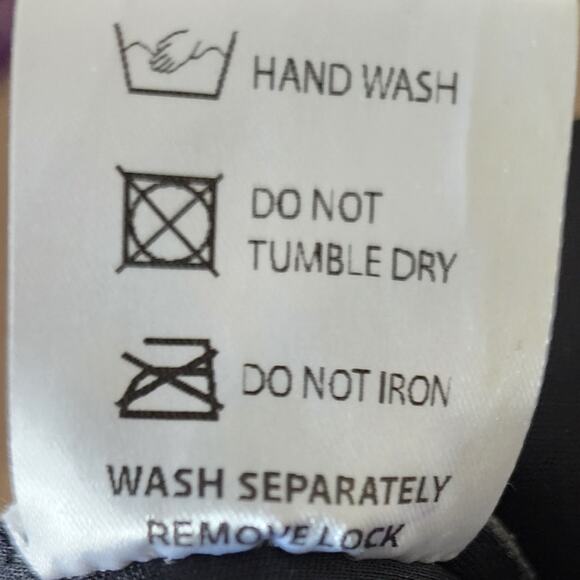 HAND WASH
DO NOT
TUMBLE DRY
DO NOT IRON
WASH SEPARATELY
REMOVE LOCK